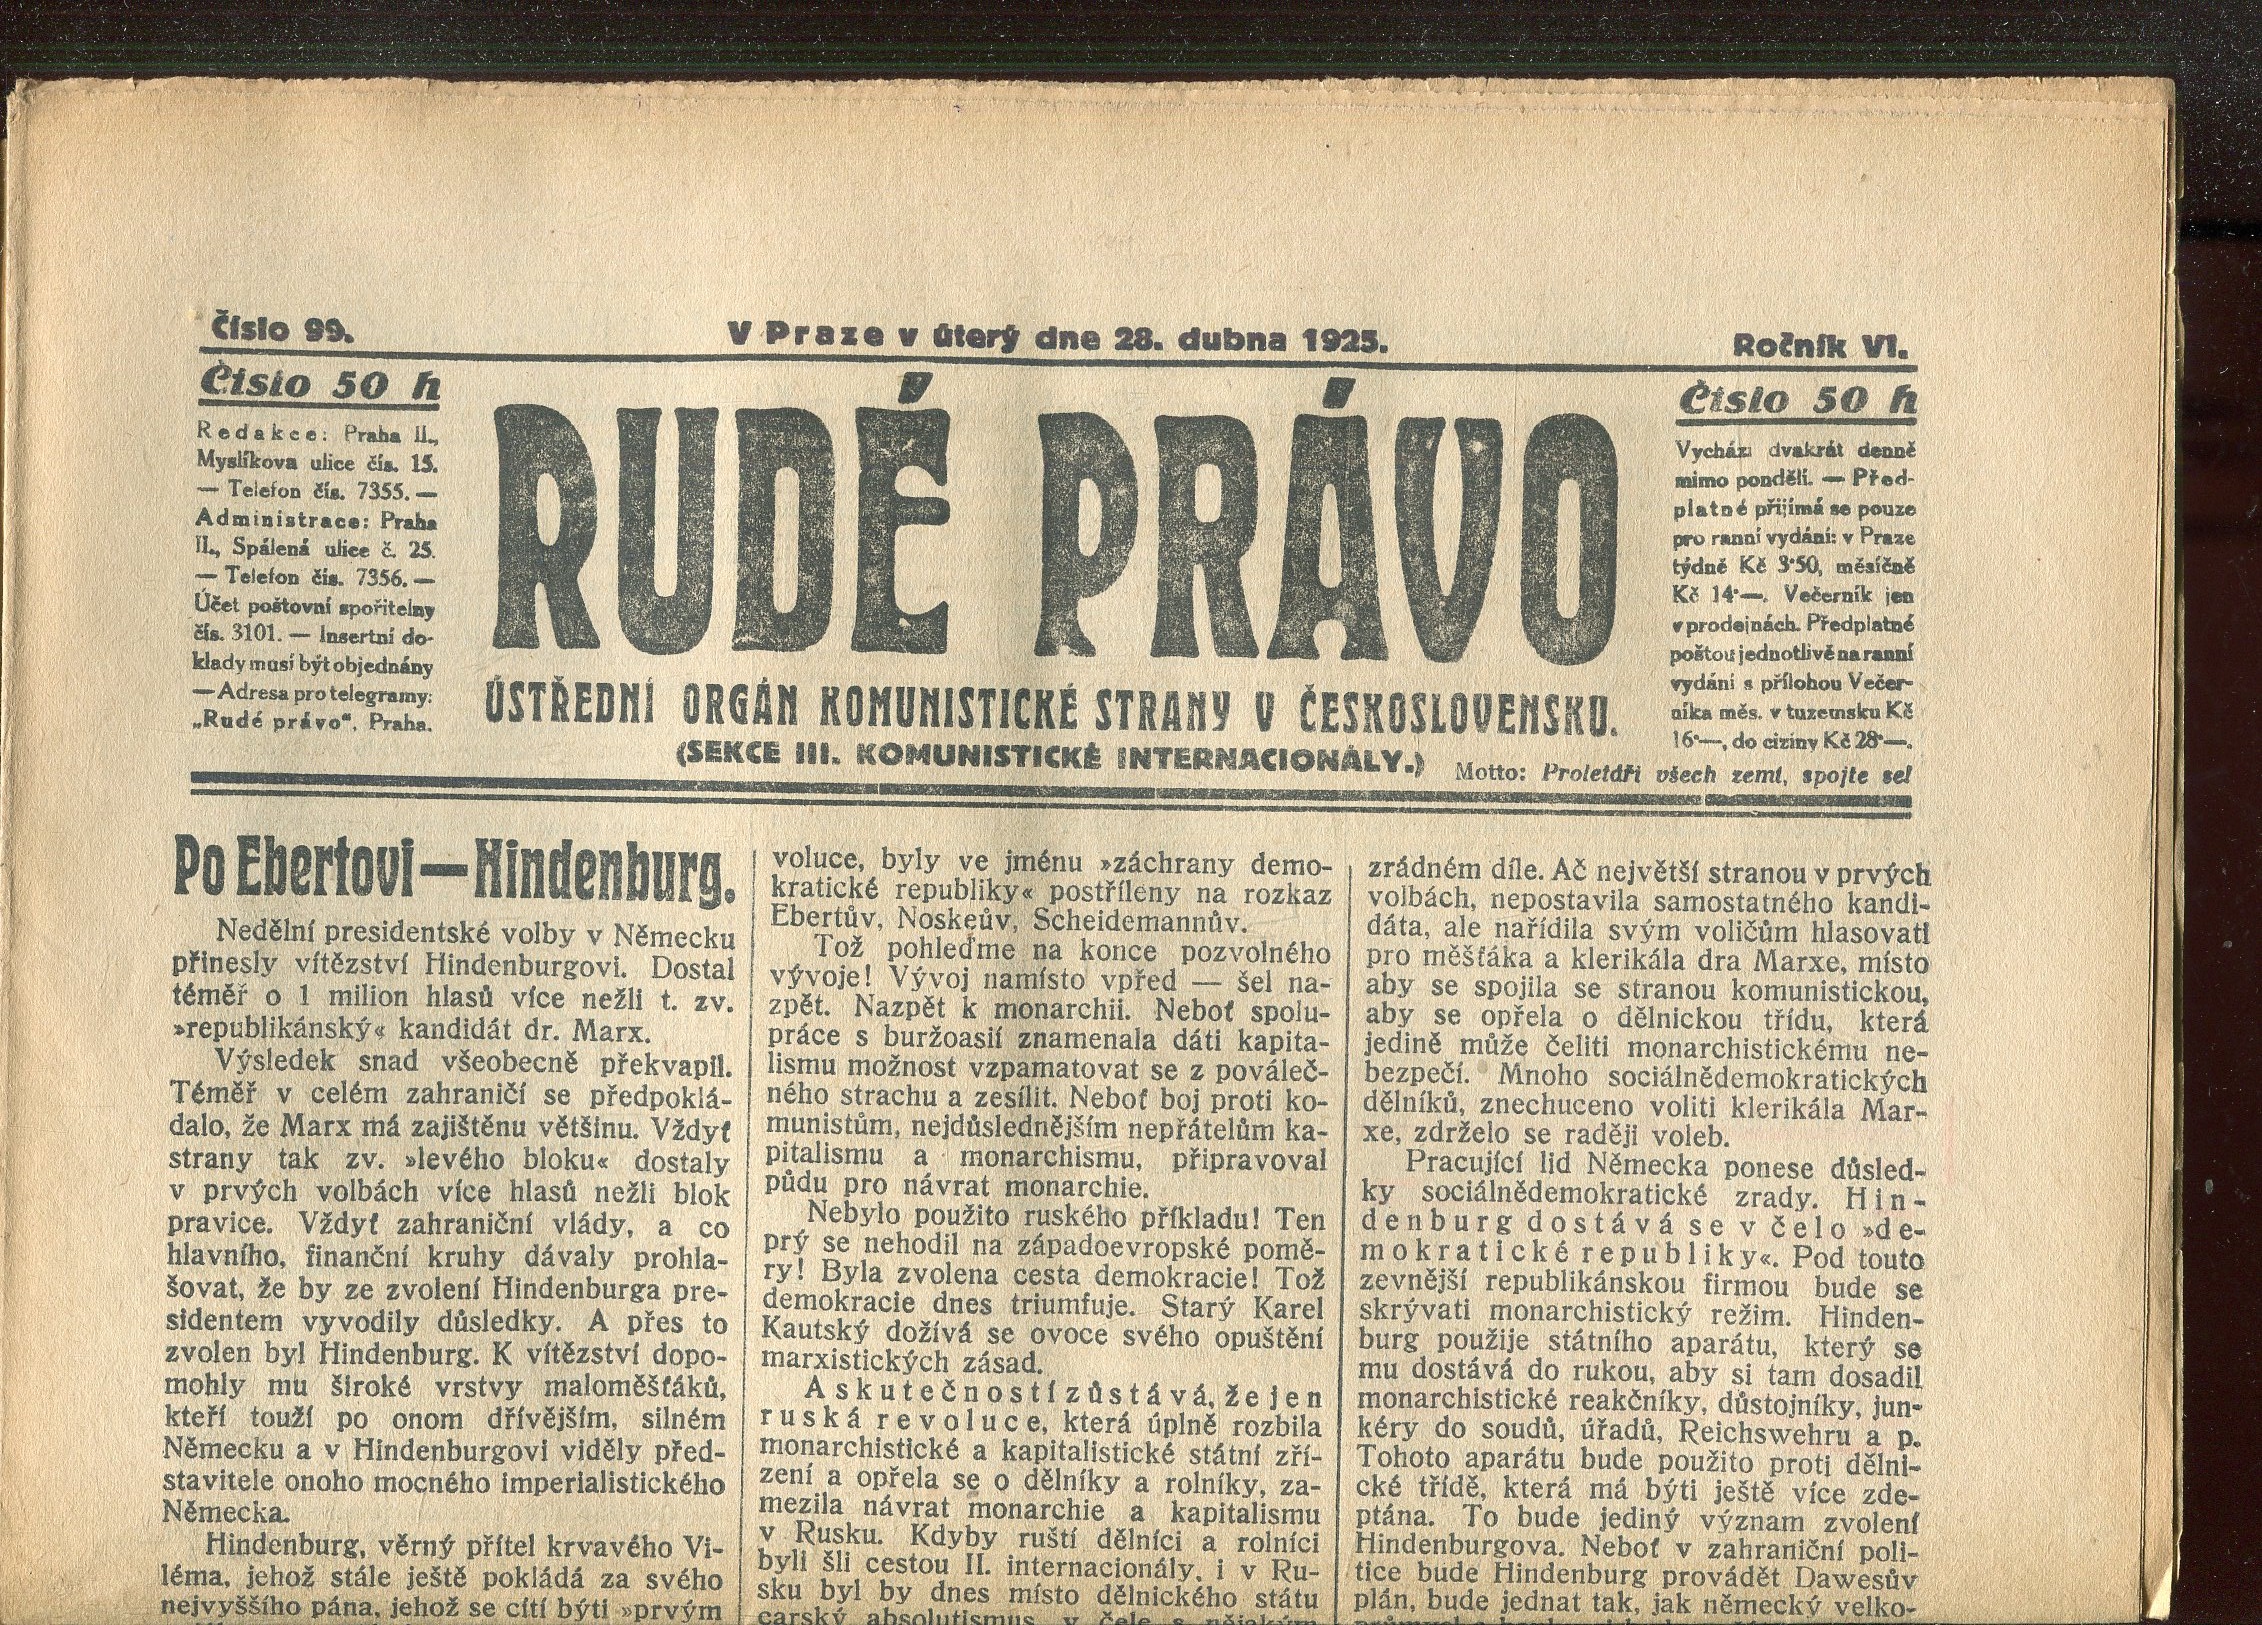 Číslo 99.
V Praze v úterý dne 28. dubna 1925.
Ročník VI.
Číslo 50 h
Redakce: Praha II.,
Myslíkova ulice čís. 15.
— Telefon čís. 7355. —
Administrace: Praha
II., Spálená ulice č. 25.
— Telefon čís. 7356. —
Účet poštovní spořitelny
čís. 3101. — Insertní do-
klady musí být objednány
— Adresa pro telegramy:
„Rudé právo“, Praha.
RUDÉ PRÁVO
ÚSTŘEDNÍ ORGÁN KOMUNISTICKÉ STRANY V ČESKOSLOVENSKU.
(SEKCE III. KOMUNISTICKÉ INTERNACIONÁLY.)
Motto: Proletáři všech zemí, spojte se!
Číslo 50 h
Vychází dvakrát denně
mimo pondělí. — Před-
platné přijímá se pouze
pro ranní vydání: v Praze
týdně Kč 3·50, měsíčně
Kč 14·—. Večerník jen
v prodejnách. Předplatné
poštou jednotlivě na ranní
vydání s přílohou Večer-
níka měs. v tuzemsku Kč
16·—, do ciziny Kč 28·—.
Po Ebertovi — Hindenburg.
Nedělní presidentské volby v Německu
přinesly vítězství Hindenburgovi. Dostal
téměř o 1 milion hlasů více nežli t. zv.
»republikánský« kandidát dr. Marx.
Výsledek snad všeobecně překvapil.
Téměř v celém zahraničí se předpoklá-
dalo, že Marx má zajištěnu většinu. Vždyť
strany tak zv. »levého bloku« dostaly
v prvých volbách více hlasů nežli blok
pravice. Vždyť zahraniční vlády, a co
hlavního, finanční kruhy dávaly prohla-
šovat, že by ze zvolení Hindenburga pre-
sidentem vyvodily důsledky. A přes to
zvolen byl Hindenburg. K vítězství dopo-
mohly mu široké vrstvy maloměšťáků,
kteří touží po onom dřívějším, silném
Německu a v Hindenburgovi viděly před-
stavitele onoho mocného imperialistického
Německa.
Hindenburg, věrný přítel krvavého Vi-
léma, jehož stále ještě pokládá za svého
nejvyššího pána, jehož se cítí býti »prvým
voluce, byly ve jménu »záchrany demo-
kratické republiky« postříleny na rozkaz
Ebertův, Noskeův, Scheidemannův.
Tož pohleďme na konce pozvolného
vývoje! Vývoj namísto vpřed — šel na-
zpět. Nazpět k monarchii. Neboť spolu-
práce s buržoasií znamenala dáti kapita-
lismu možnost vzpamatovat se z pováleč-
ného strachu a zesílit. Neboť boj proti ko-
munistům, nejdůslednějším nepřátelům ka-
pitalismu a monarchismu, připravoval
půdu pro návrat monarchie.
Nebylo použito ruského příkladu! Ten
prý se nehodil na západoevropské pomě-
ry! Byla zvolena cesta demokracie! Tož
demokracie dnes triumfuje. Starý Karel
Kautský dožívá se ovoce svého opuštění
marxistických zásad.
A skutečností zůstává, že jen
ruská revoluce, která úplně rozbila
monarchistické a kapitalistické státní zří-
zení a opřela se o dělníky a rolníky, za-
mezila návrat monarchie a kapitalismu
v Rusku. Kdyby ruští dělníci a rolníci
byli šli cestou II. internacionály, i v Ru-
sku byl by dnes místo dělnického státu
carský absolutismus, v čele s nějakým
zrádném díle. Ač největší stranou v prvých
volbách, nepostavila samostatného kandi-
dáta, ale nařídila svým voličům hlasovati
pro měšťáka a klerikála dra Marxe, místo
aby se spojila se stranou komunistickou,
aby se opřela o dělnickou třídu, která
jedině může čeliti monarchistickému ne-
bezpečí. Mnoho sociálnědemokratických
dělníků, znechuceno voliti klerikála Mar-
xe, zdrželo se raději voleb.
Pracující lid Německa ponese důsled-
ky sociálnědemokratické zrady. Hin-
denburg dostává se v čelo »de-
mokratické republiky«. Pod touto
zevnější republikánskou firmou bude se
skrývati monarchistický režim. Hinden-
burg použije státního aparátu, který se
mu dostává do rukou, aby si tam dosadil
monarchistické reakčníky, důstojníky, jun-
kéry do soudů, úřadů, Reichswehru a p.
Tohoto aparátu bude použito proti dělni-
cké třídě, která má býti ještě více zde-
ptána. To bude jediný význam zvolení
Hindenburgova. Neboť v zahraniční poli-
tice bude Hindenburg provádět Dawesův
plán, bude jednat tak, jak německý velko-